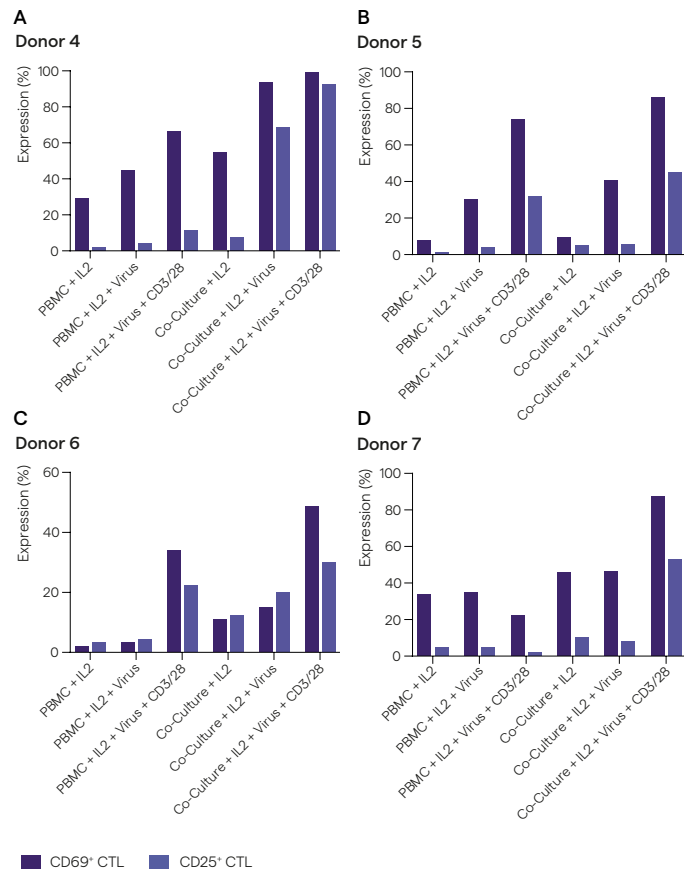 A
Donor 4
Expression (%)
100
80
60
40
20
0
PBMC + IL2
PBMC + IL2 + Virus
PBMC + IL2 + Virus + CD3/28
Co-Culture + IL2
Co-Culture + IL2 + Virus
Co-Culture + IL2 + Virus + CD3/28
B
Donor 5
Expression (%)
100
80
60
40
20
0
PBMC + IL2
PBMC + IL2 + Virus
PBMC + IL2 + Virus + CD3/28
Co-Culture + IL2
Co-Culture + IL2 + Virus
Co-Culture + IL2 + Virus + CD3/28
C
Donor 6
Expression (%)
60
40
20
0
PBMC + IL2
PBMC + IL2 + Virus
PBMC + IL2 + Virus + CD3/28
Co-Culture + IL2
Co-Culture + IL2 + Virus
Co-Culture + IL2 + Virus + CD3/28
D
Donor 7
Expression (%)
100
80
60
40
20
0
PBMC + IL2
PBMC + IL2 + Virus
PBMC + IL2 + Virus + CD3/28
Co-Culture + IL2
Co-Culture + IL2 + Virus
Co-Culture + IL2 + Virus + CD3/28
CD69⁺ CTL
CD25⁺ CTL